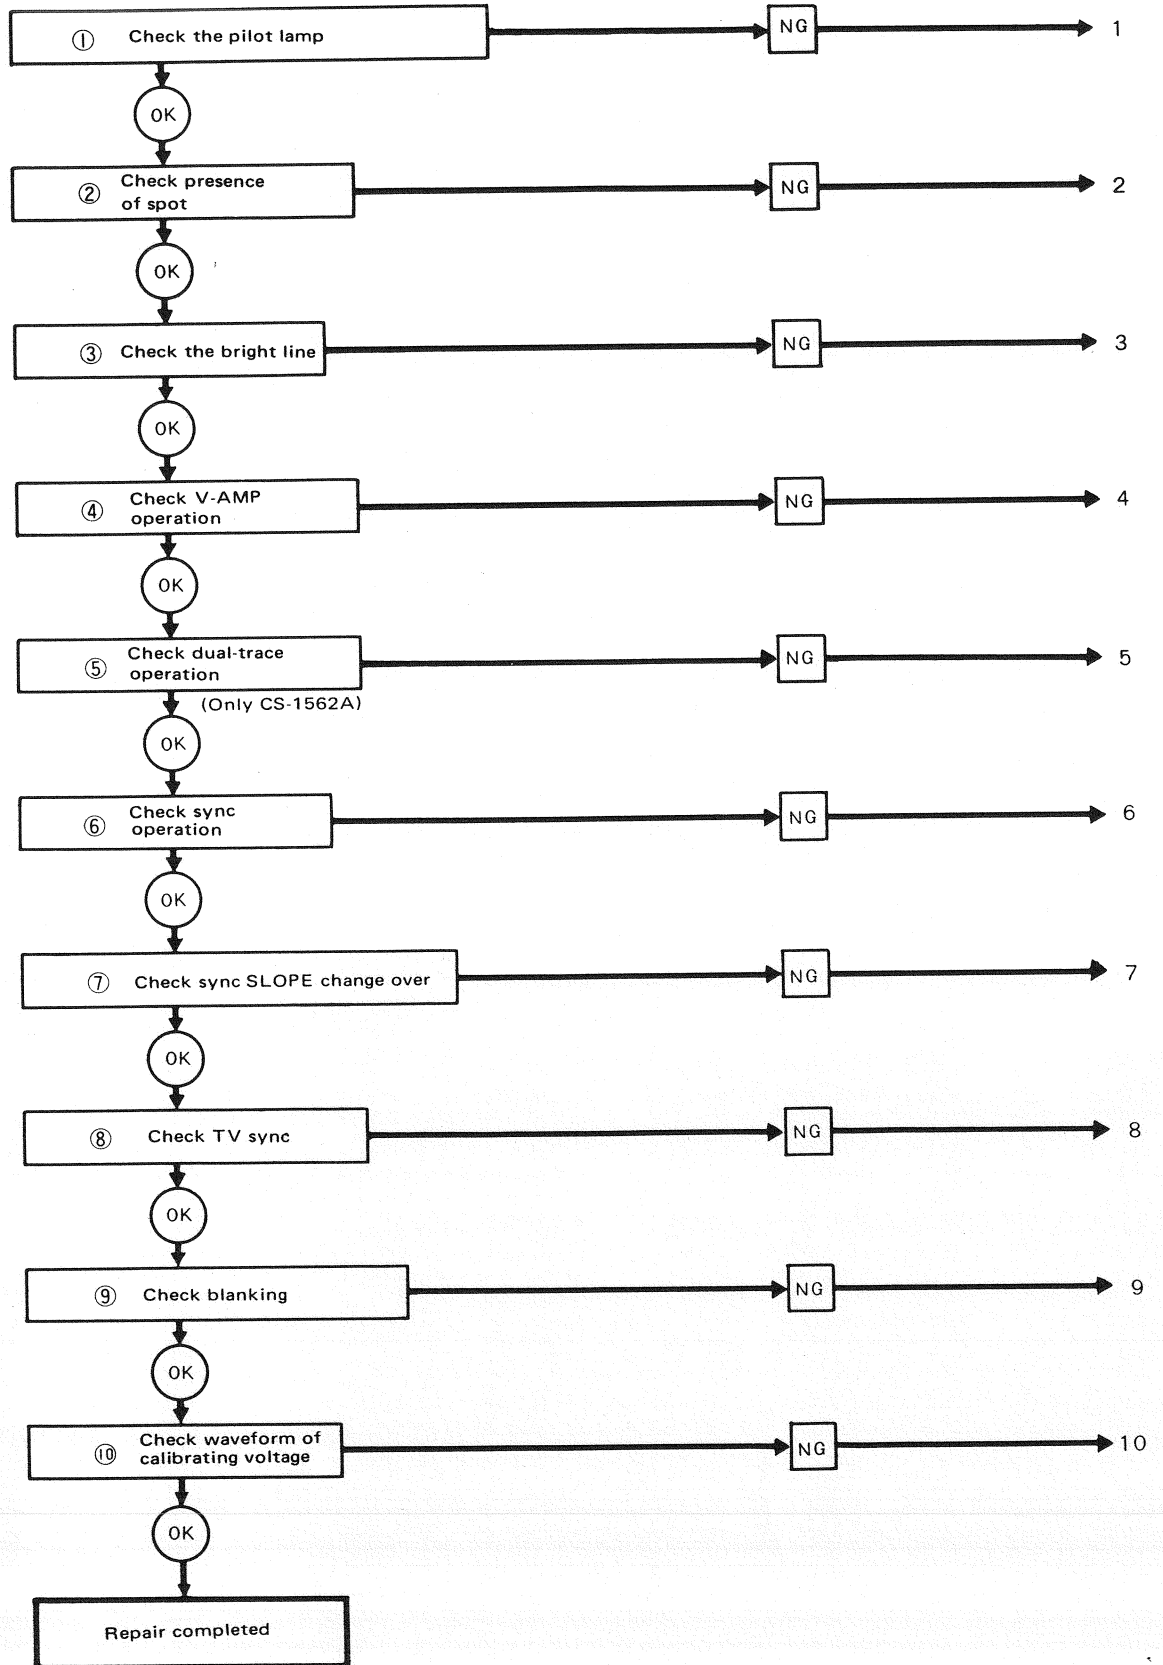 ① Check the pilot lamp NG 1
OK
② Check presence
of spot NG 2
OK
③ Check the bright line NG 3
OK
④ Check V-AMP
operation NG 4
OK
⑤ Check dual-trace
operation NG 5
(Only CS-1562A)
OK
⑥ Check sync
operation NG 6
OK
⑦ Check sync SLOPE change over NG 7
OK
⑧ Check TV sync NG 8
OK
⑨ Check blanking NG 9
OK
⑩ Check waveform of
calibrating voltage NG 10
OK
Repair completed